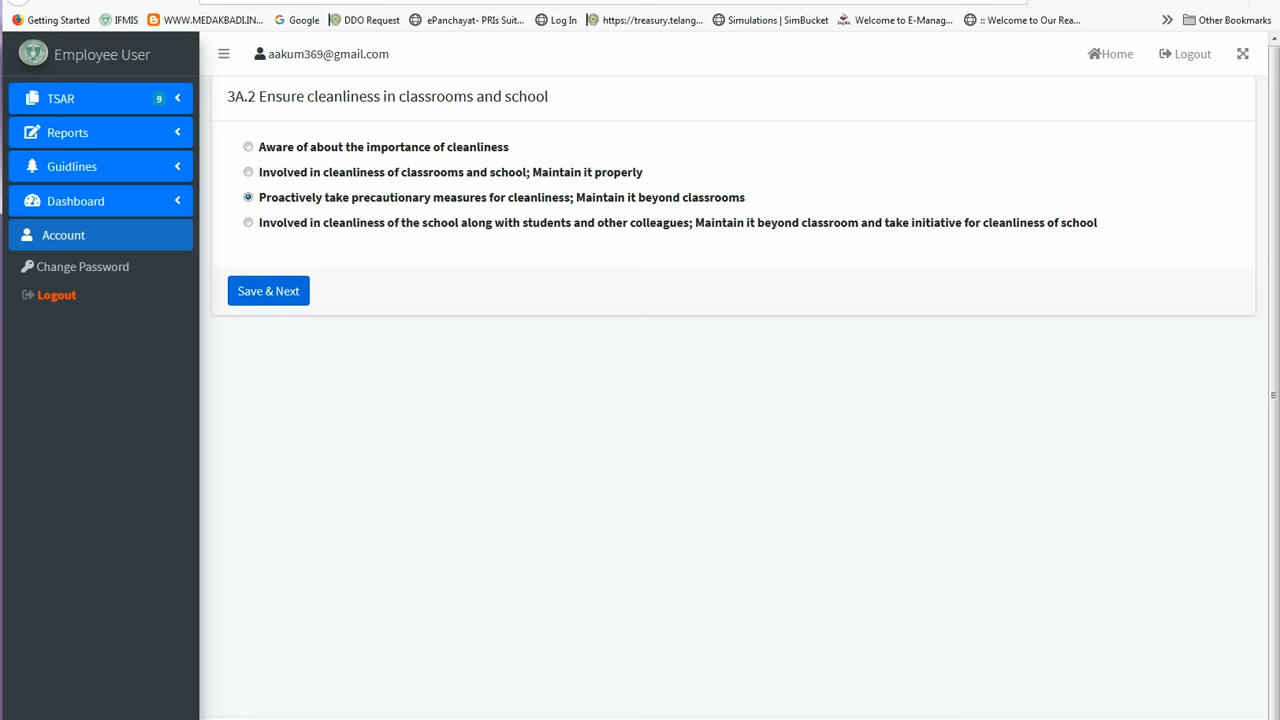 Getting Started IFMIS WWW.MEDAKBADI.IN... Google DDO Request ePanchayat- PRIs Suit... Log In https://treasury.telang... Simulations | SimBucket Welcome to E-Manag... :: Welcome to Our Rea... Other Bookmarks
Employee User
aakum369@gmail.com Home Logout
TSAR 9
Reports
Guidlines
Dashboard
Account
Change Password
Logout
3A.2 Ensure cleanliness in classrooms and school
Aware of about the importance of cleanliness
Involved in cleanliness of classrooms and school; Maintain it properly
Proactively take precautionary measures for cleanliness; Maintain it beyond classrooms
Involved in cleanliness of the school along with students and other colleagues; Maintain it beyond classroom and take initiative for cleanliness of school
Save & Next